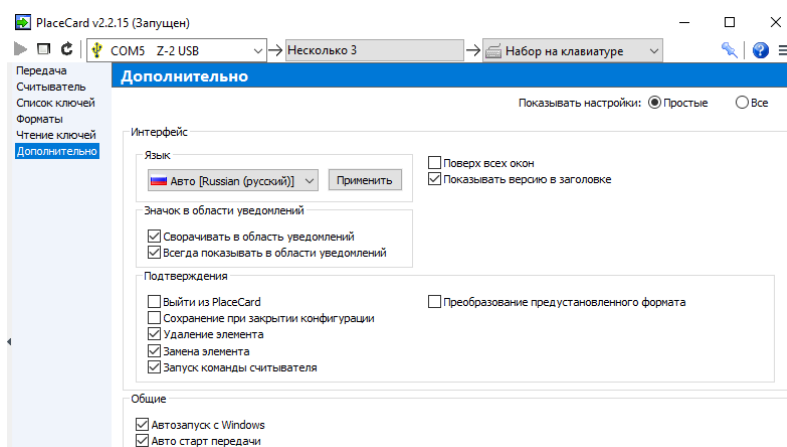 PlaceCard v2.2.15 (Запущен)
COM5 Z-2 USB Несколько 3 Набор на клавиатуре
Передача
Считыватель
Список ключей
Форматы
Чтение ключей
Дополнительно
Дополнительно
Показывать настройки: Простые Все
Интерфейс
Язык
Авто [Russian (русский)] Применить
Поверх всех окон
Показывать версию в заголовке
Значок в области уведомлений
Сворачивать в область уведомлений
Всегда показывать в области уведомлений
Подтверждения
Выйти из PlaceCard
Преобразование предустановленного формата
Сохранение при закрытии конфигурации
Удаление элемента
Замена элемента
Запуск команды считывателя
Общие
Автозапуск с Windows
Авто старт передачи